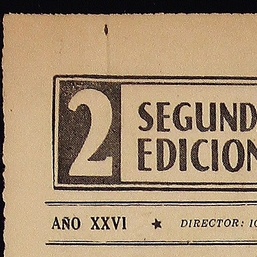 2
SEGUND
EDICION
AÑO XXVI ★ DIRECTOR: